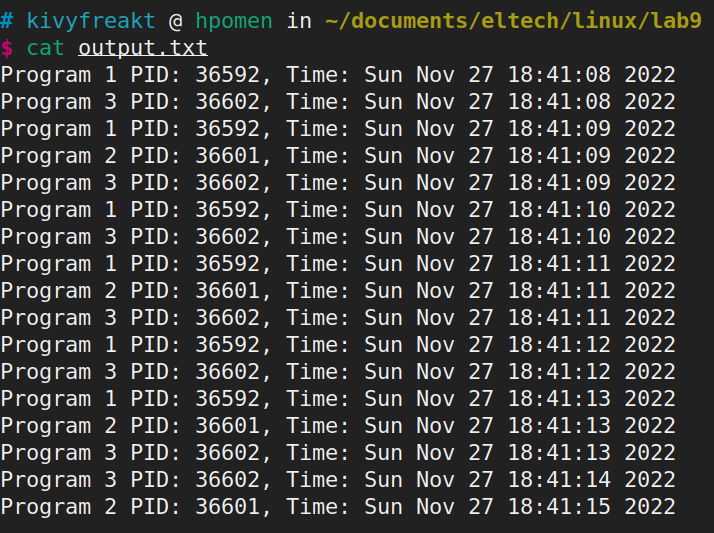 # kivyfreakt @ hpomen in ~/documents/eltech/linux/lab9
$ cat output.txt
Program 1 PID: 36592, Time: Sun Nov 27 18:41:08 2022
Program 3 PID: 36602, Time: Sun Nov 27 18:41:08 2022
Program 1 PID: 36592, Time: Sun Nov 27 18:41:09 2022
Program 2 PID: 36601, Time: Sun Nov 27 18:41:09 2022
Program 3 PID: 36602, Time: Sun Nov 27 18:41:09 2022
Program 1 PID: 36592, Time: Sun Nov 27 18:41:10 2022
Program 3 PID: 36602, Time: Sun Nov 27 18:41:10 2022
Program 1 PID: 36592, Time: Sun Nov 27 18:41:11 2022
Program 2 PID: 36601, Time: Sun Nov 27 18:41:11 2022
Program 3 PID: 36602, Time: Sun Nov 27 18:41:11 2022
Program 1 PID: 36592, Time: Sun Nov 27 18:41:12 2022
Program 3 PID: 36602, Time: Sun Nov 27 18:41:12 2022
Program 1 PID: 36592, Time: Sun Nov 27 18:41:13 2022
Program 2 PID: 36601, Time: Sun Nov 27 18:41:13 2022
Program 3 PID: 36602, Time: Sun Nov 27 18:41:13 2022
Program 3 PID: 36602, Time: Sun Nov 27 18:41:14 2022
Program 2 PID: 36601, Time: Sun Nov 27 18:41:15 2022